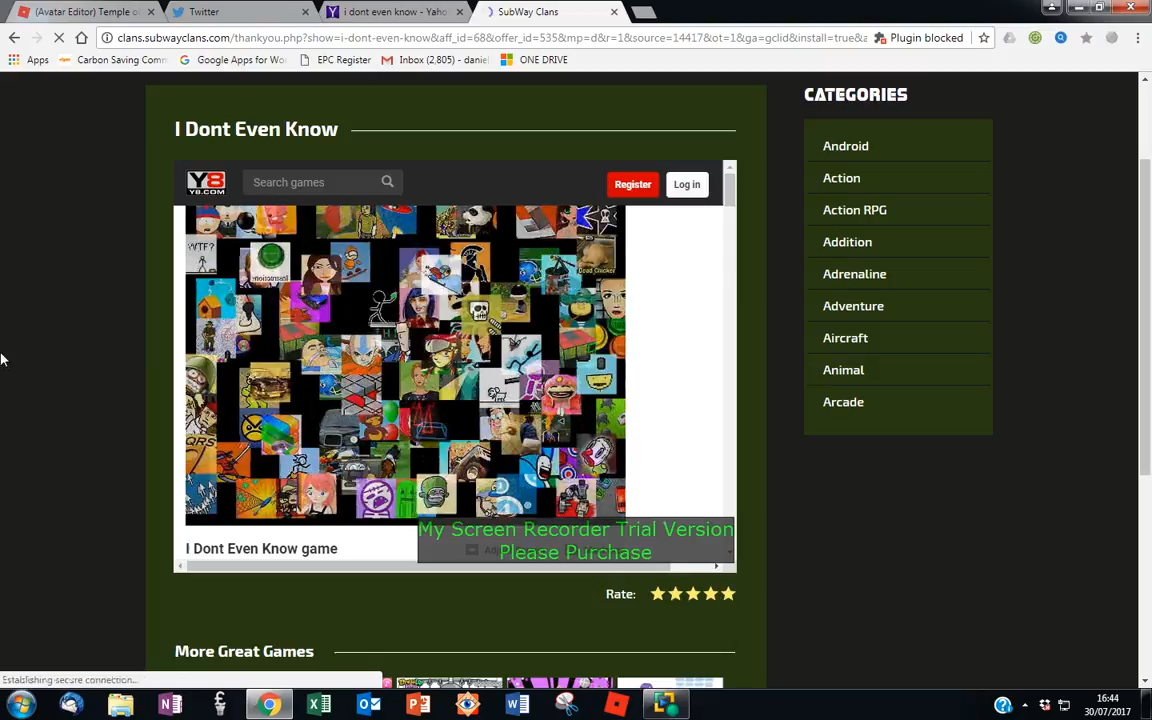 (Avatar Editor) Temple o
Twitter
i dont even know - Yaho
SubWay Clans
clans.subwayclans.com/thankyou.php?show=i-dont-even-know&aff_id=68&offer_id=535&mp=d&r=1&source=14417&ot=1&ga=gclid&install=true&a
Plugin blocked
Apps
Carbon Saving Comm
Google Apps for Wo
EPC Register
Inbox (2,805) - daniel
ONE DRIVE
I Dont Even Know
CATEGORIES
Android
Action
Action RPG
Addition
Adrenaline
Adventure
Aircraft
Animal
Arcade
Y8
Y8.COM
Search games
Register
Log in
WTF?
Dead Clicker
QRS
I Dont Even Know game
My Screen Recorder Trial Version
Please Purchase
Rate:
More Great Games
Establishing secure connection...
16:44
30/07/2017